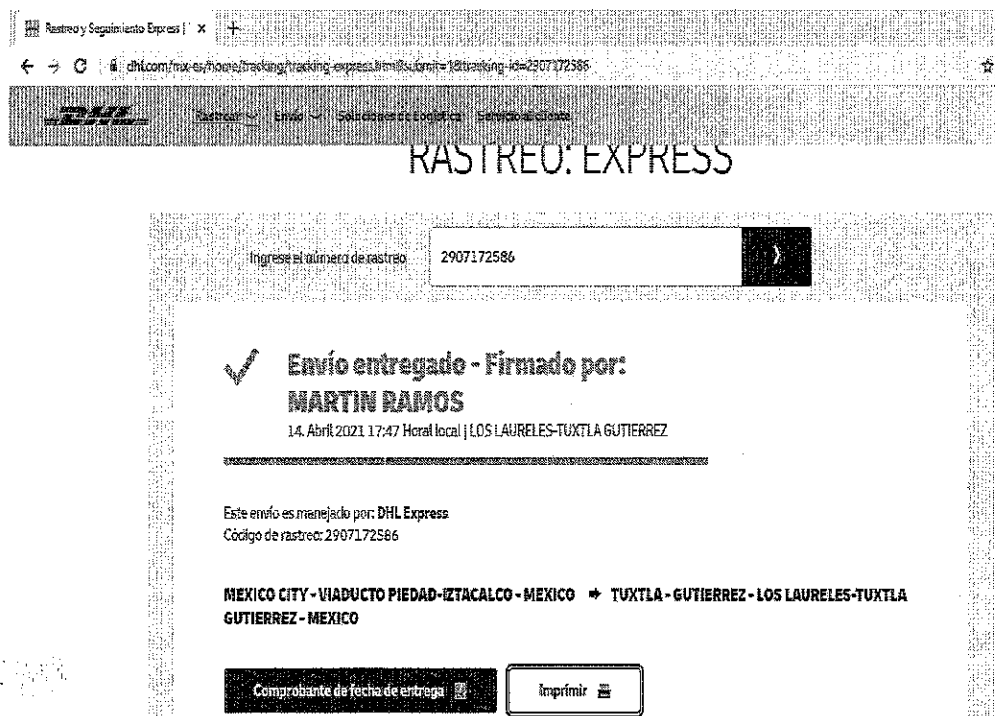 Rastreo y Seguimiento Express | X +
dhl.com/mx-es/home/tracking/tracking-express.html?submit=1&tracking-id=2907172586
DHL Rastrear Envío Soluciones de Logística Servicio al cliente
RASTREO: EXPRESS
Ingrese el número de rastreo 2907172586
Envío entregado - Firmado por:
MARTIN RAMOS
14. Abril 2021 17:47 Horal local | LOS LAURELES-TUXTLA GUTIERREZ
Este envío es manejado por: DHL Express
Código de rastreo: 2907172586
MEXICO CITY - VIADUCTO PIEDAD-IZTACALCO - MEXICO → TUXTLA - GUTIERREZ - LOS LAURELES-TUXTLA
GUTIERREZ - MEXICO
Comprobante de fecha de entrega Imprimir